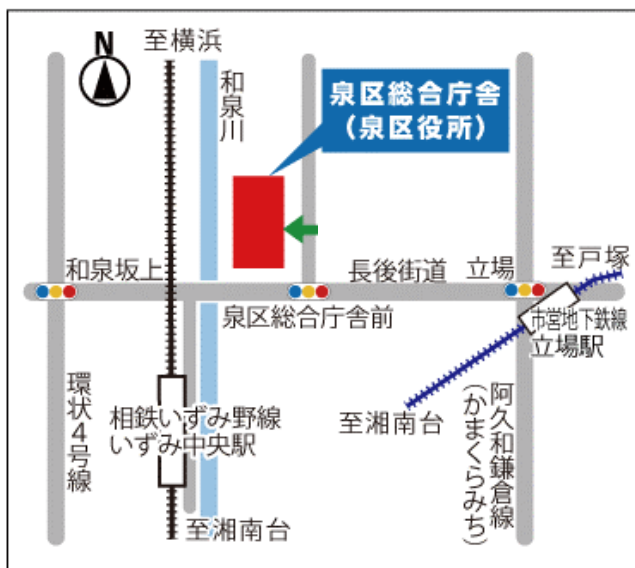 N
至横浜
和泉川
泉区総合庁舎
（泉区役所）
和泉坂上
長後街道
立場
至戸塚
泉区総合庁舎前
市営地下鉄線
立場駅
環状4号線
相鉄いずみ野線
いずみ中央駅
至湘南台
阿久和鎌倉線
(かまくらみち)
至湘南台